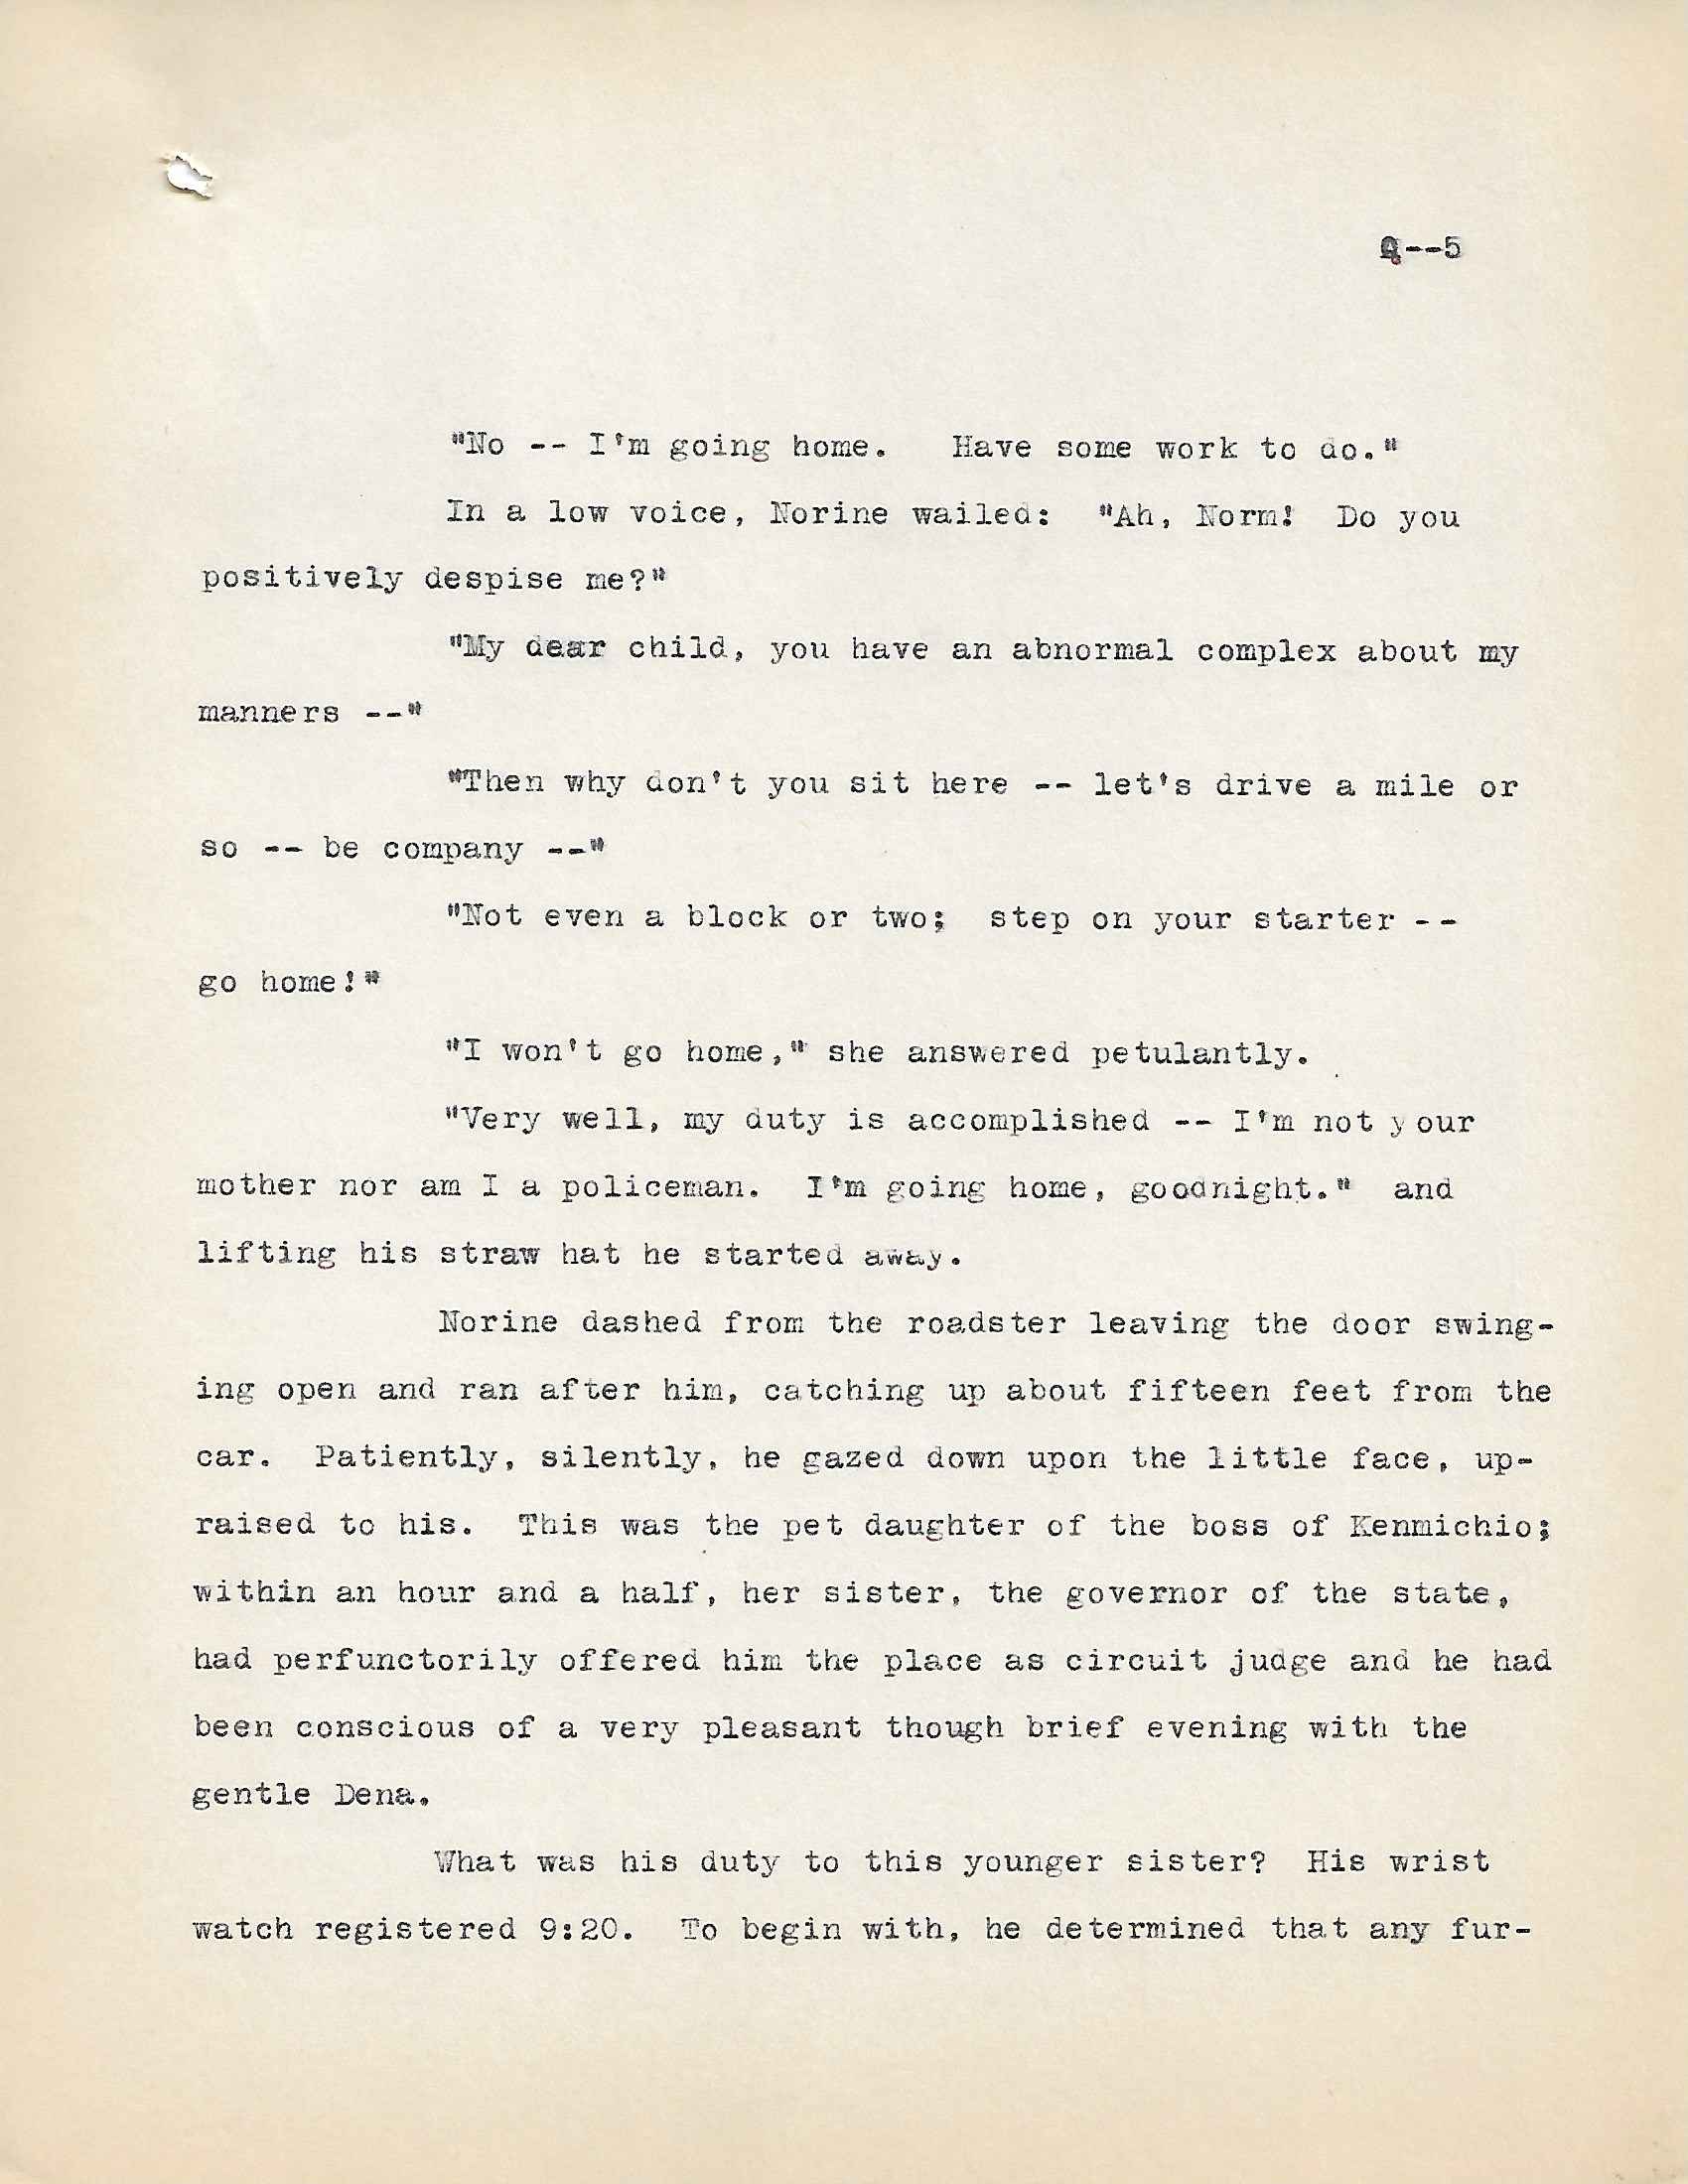 Q--5
"No -- I'm going home.  Have some work to do."
In a low voice, Norine wailed:  "Ah, Norm!  Do you
positively despise me?"
"My dear child, you have an abnormal complex about my
manners --"
"Then why don't you sit here -- let's drive a mile or
so -- be company --"
"Not even a block or two;  step on your starter --
go home!"
"I won't go home," she answered petulantly.
"Very well, my duty is accomplished -- I'm not your
mother nor am I a policeman.  I'm going home, goodnight."  and
lifting his straw hat he started away.
Norine dashed from the roadster leaving the door swing-
ing open and ran after him, catching up about fifteen feet from the
car.  Patiently, silently, he gazed down upon the little face, up-
raised to his.  This was the pet daughter of the boss of Kenmichio;
within an hour and a half, her sister, the governor of the state,
had perfunctorily offered him the place as circuit judge and he had
been conscious of a very pleasant though brief evening with the
gentle Dena.
What was his duty to this younger sister?  His wrist
watch registered 9:20.  To begin with, he determined that any fur-